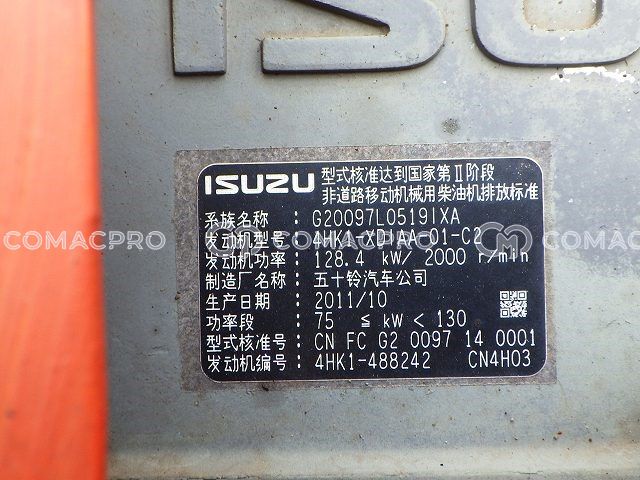 ISUZU
ISUZU 型式核准达到国家第Ⅱ阶段
非道路移动机械用柴油机排放标准
系族名称： G20097L0519IXA
发动机型号： 4HK1-XDIAA-01-C2
发动机功率： 128.4 kW/ 2000 r/min
制造厂名称： 五十铃汽车公司
生产日期： 2011/10
功率段： 75 ≦ kW < 130
型式核准号： CN FC G2 0097 14 0001
发动机编号： 4HK1-488242 CN4H03
COMACPRO COMACPRO COMACPRO